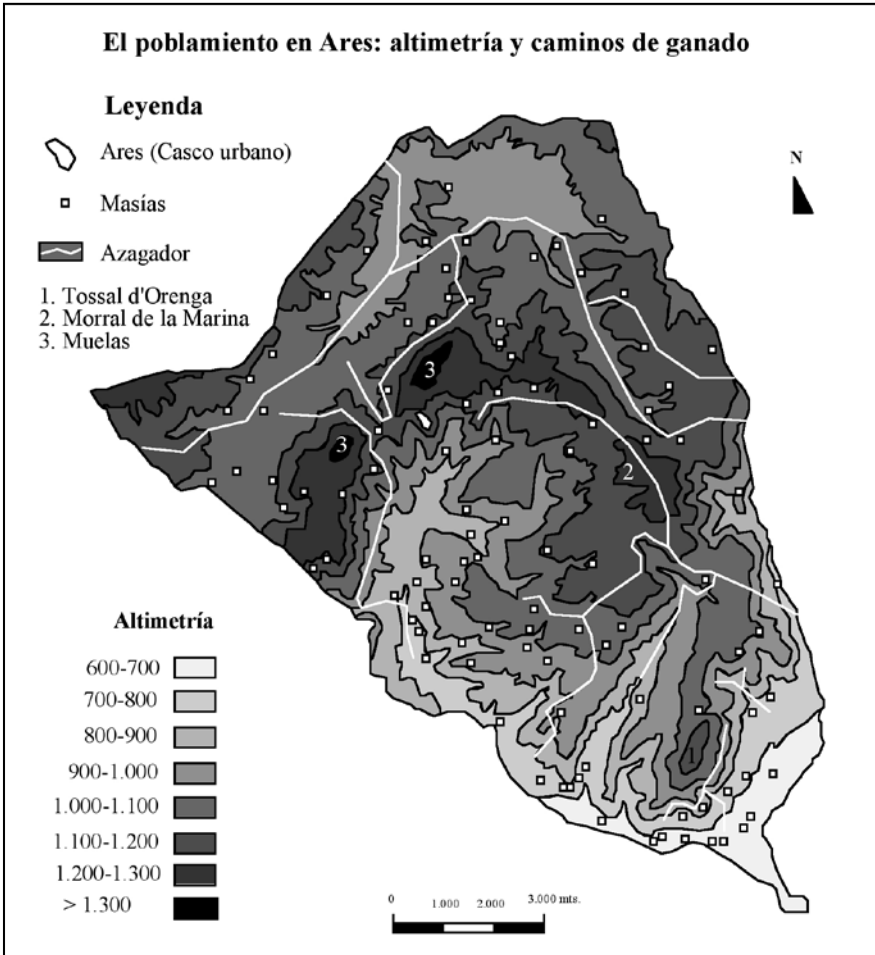 El poblamiento en Ares: altimetría y caminos de ganado
Leyenda
Ares (Casco urbano)
Masías
Azagador
1. Tossal d'Orenga
2. Morral de la Marina
3. Muelas
N
3
3
2
1
Altimetría
600-700
700-800
800-900
900-1.000
1.000-1.100
1.100-1.200
1.200-1.300
> 1.300
0 1.000 2.000 3.000 mts.